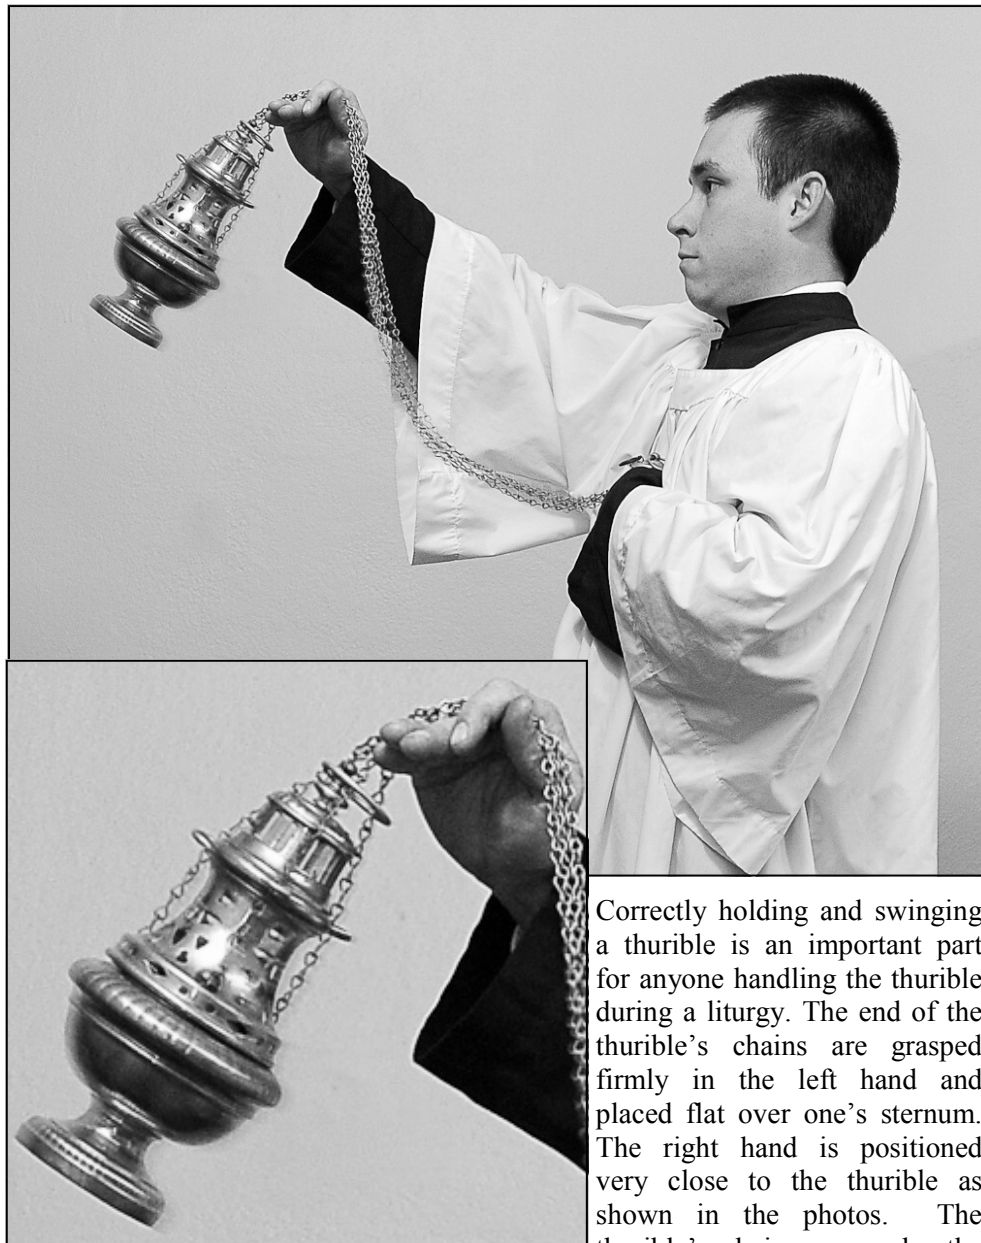 Correctly holding and swinging
a thurible is an important part
for anyone handling the thurible
during a liturgy. The end of the
thurible’s chains are grasped
firmly in the left hand and
placed flat over one’s sternum.
The right hand is positioned
very close to the thurible as
shown in the photos. The